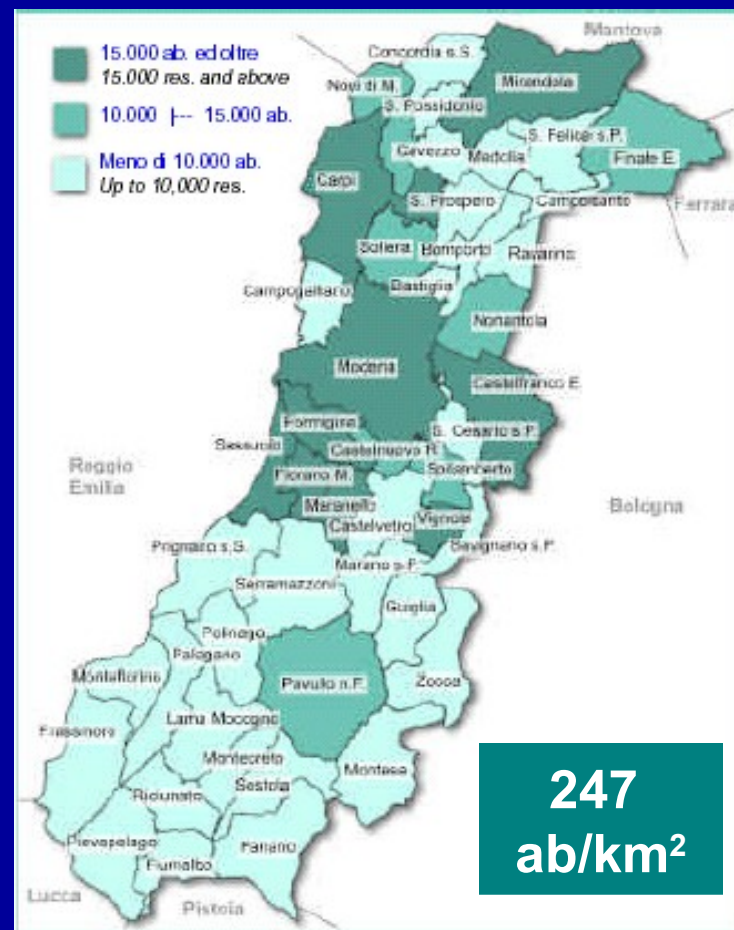 Mantova
15.000 ab. ed oltre
15.000 res. and above
10.000 |--- 15.000 ab.
Meno di 10.000 ab.
Up to 10,000 res.
Concordia s.S.
Mirandola
Novi di M.
S. Possidonio
S. Felice s.P.
Cavezzo
Medolla
Finale E.
Carpi
S. Prospero
Camposanto
Ferrara
Soliera
Bomporto
Ravarino
Bastiglia
Campogalliano
Nonantola
Modena
Castelfranco E.
Formigine
S. Cesario s.P.
Sassuolo
Castelnuovo R.
Reggio
Emilia
Fiorano M.
Spilamberto
Maranello
Vignola
Bologna
Castelvetro
Savignano s.P.
Prignano s.S.
Marano s.P.
Serramazzoni
Guiglia
Polinago
Palagano
Montefiorino
Pavullo n.F.
Zocca
Frassinoro
Lama Mocogno
Montecreto
Montese
Sestola
Riolunato
Pievepelago
Fanano
Fiumalbo
Lucca
Pistoia
247
ab/km²